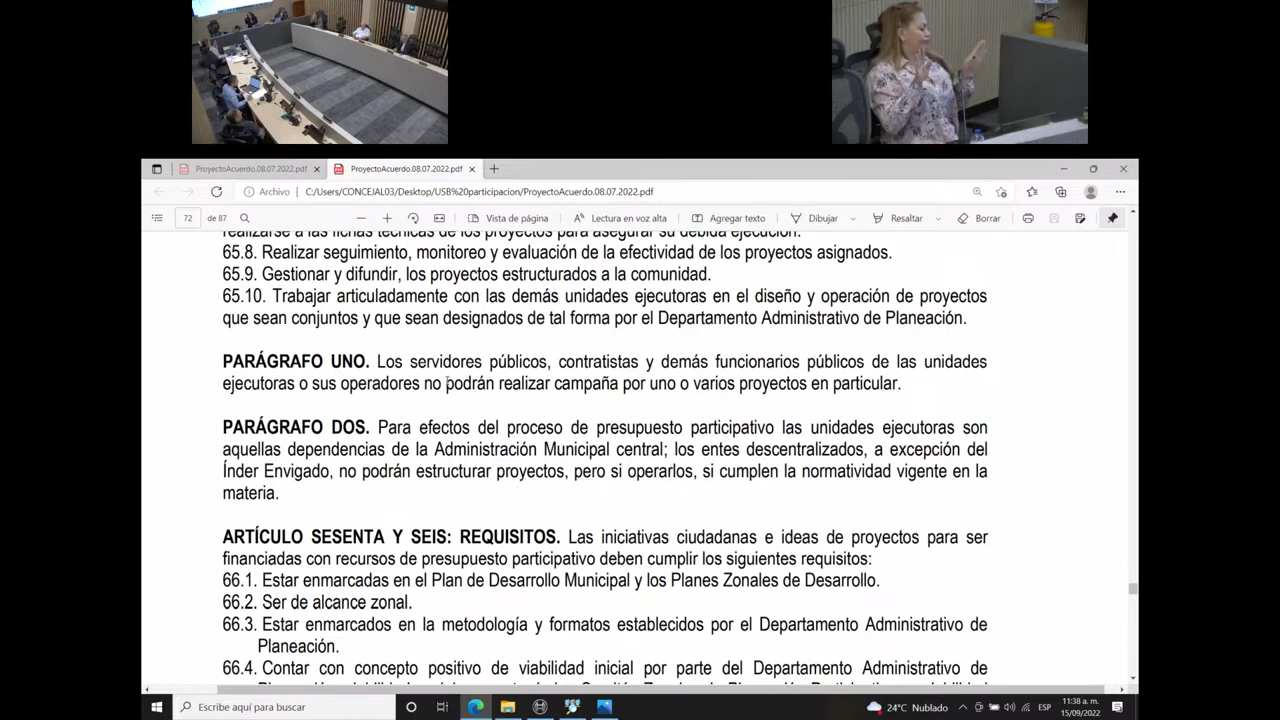 ProyectoAcuerdo.08.07.2022.pdf
ProyectoAcuerdo.08.07.2022.pdf
Archivo
C:/Users/CONCEJAL03/Desktop/USB%20participacion/ProyectoAcuerdo.08.07.2022.pdf
72 de 87
Vista de página
Lectura en voz alta
Agregar texto
Dibujar
Resaltar
Borrar
realizarse a las fichas técnicas de los proyectos para asegurar su debida ejecución.
65.8. Realizar seguimiento, monitoreo y evaluación de la efectividad de los proyectos asignados.
65.9. Gestionar y difundir, los proyectos estructurados a la comunidad.
65.10. Trabajar articuladamente con las demás unidades ejecutoras en el diseño y operación de proyectos
que sean conjuntos y que sean designados de tal forma por el Departamento Administrativo de Planeación.
PARÁGRAFO UNO. Los servidores públicos, contratistas y demás funcionarios públicos de las unidades
ejecutoras o sus operadores no podrán realizar campaña por uno o varios proyectos en particular.
PARÁGRAFO DOS. Para efectos del proceso de presupuesto participativo las unidades ejecutoras son
aquellas dependencias de la Administración Municipal central; los entes descentralizados, a excepción del
Índer Envigado, no podrán estructurar proyectos, pero si operarlos, si cumplen la normatividad vigente en la
materia.
ARTÍCULO SESENTA Y SEIS: REQUISITOS. Las iniciativas ciudadanas e ideas de proyectos para ser
financiadas con recursos de presupuesto participativo deben cumplir los siguientes requisitos:
66.1. Estar enmarcadas en el Plan de Desarrollo Municipal y los Planes Zonales de Desarrollo.
66.2. Ser de alcance zonal.
66.3. Estar enmarcados en la metodología y formatos establecidos por el Departamento Administrativo de
Planeación.
66.4. Contar con concepto positivo de viabilidad inicial por parte del Departamento Administrativo de
Escribe aquí para buscar
24°C Nublado
ESP
11:38 a. m.
15/09/2022